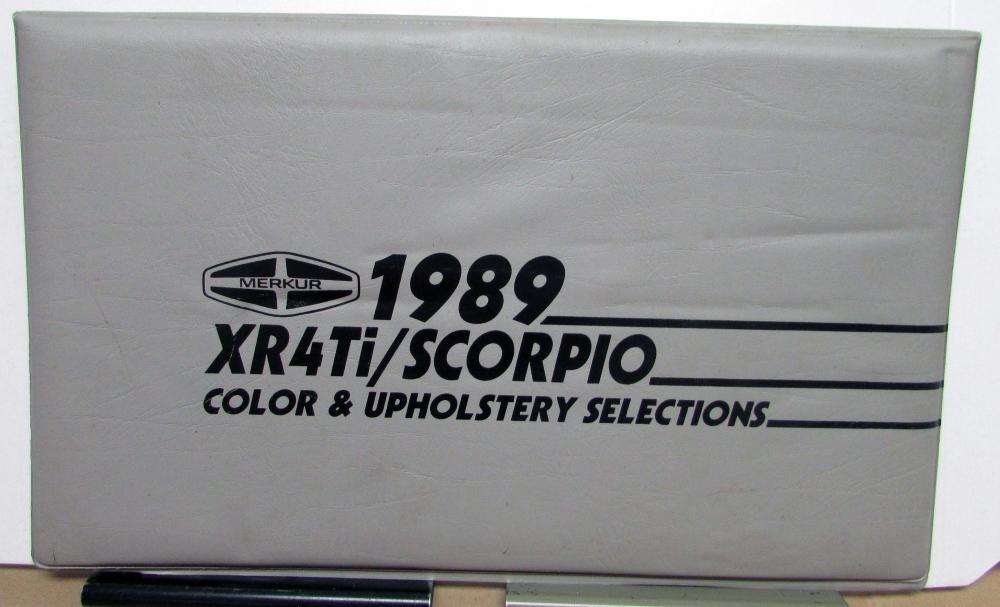 MERKUR 1989
XR4Ti/SCORPIO
COLOR & UPHOLSTERY SELECTIONS